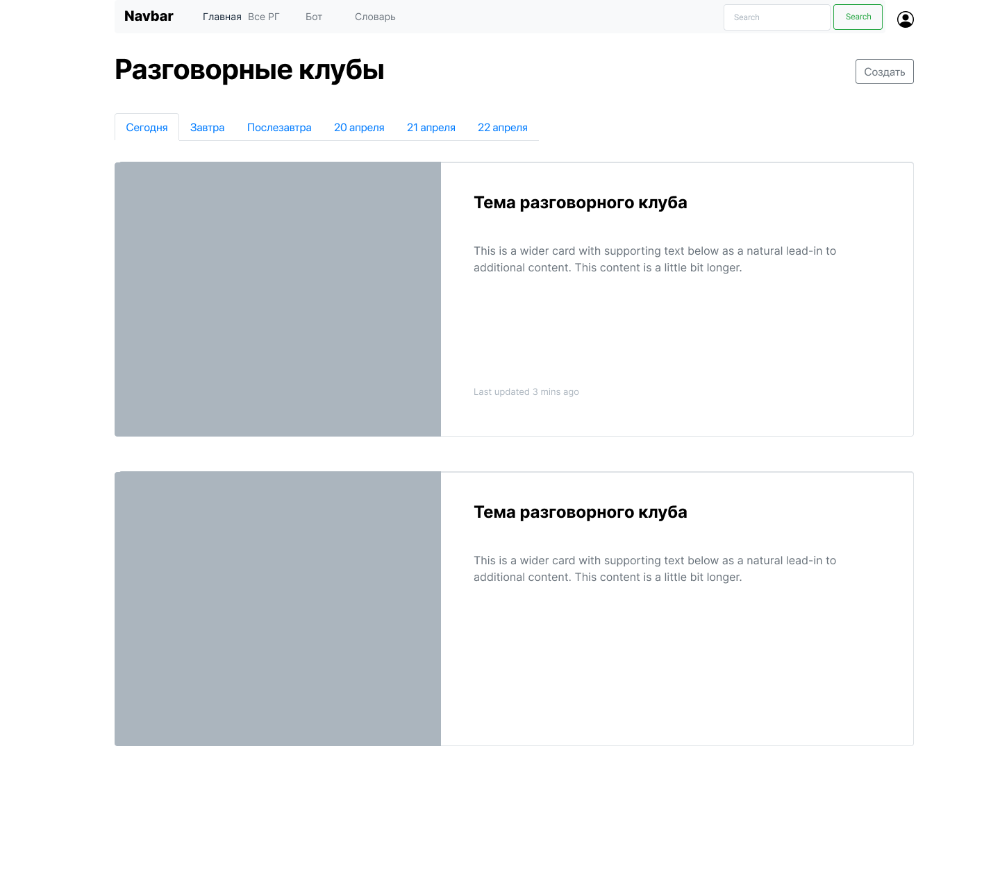 Navbar Главная Все РГ Бот Словарь Search Search
Разговорные клубы Создать
Сегодня Завтра Послезавтра 20 апреля 21 апреля 22 апреля
Тема разговорного клуба
This is a wider card with supporting text below as a natural lead-in to
additional content. This content is a little bit longer.
Last updated 3 mins ago
Тема разговорного клуба
This is a wider card with supporting text below as a natural lead-in to
additional content. This content is a little bit longer.